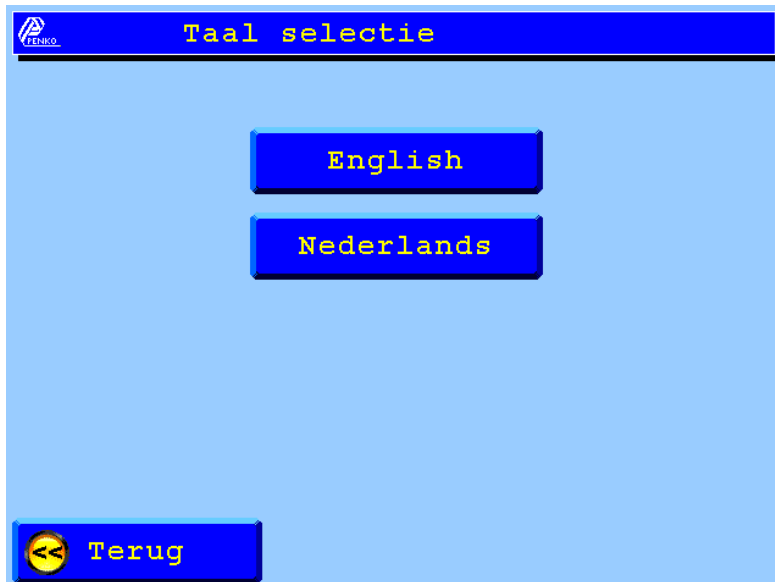 PENKO
Taal selectie
English
Nederlands
<< Terug